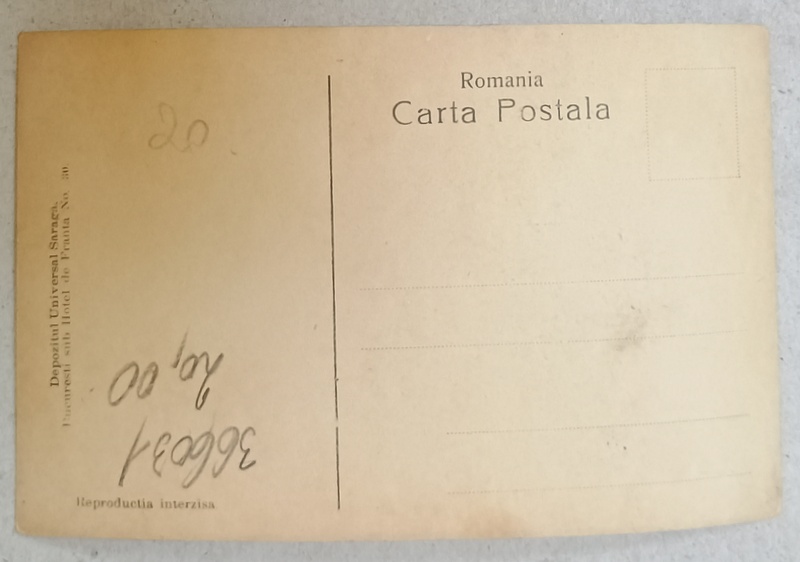 Romania
Carta Postala
20
Depozitul Universal Saraga,
Bucuresti sub Hotel de Franta No. 30
20,00
366031
Reproductia interzisa